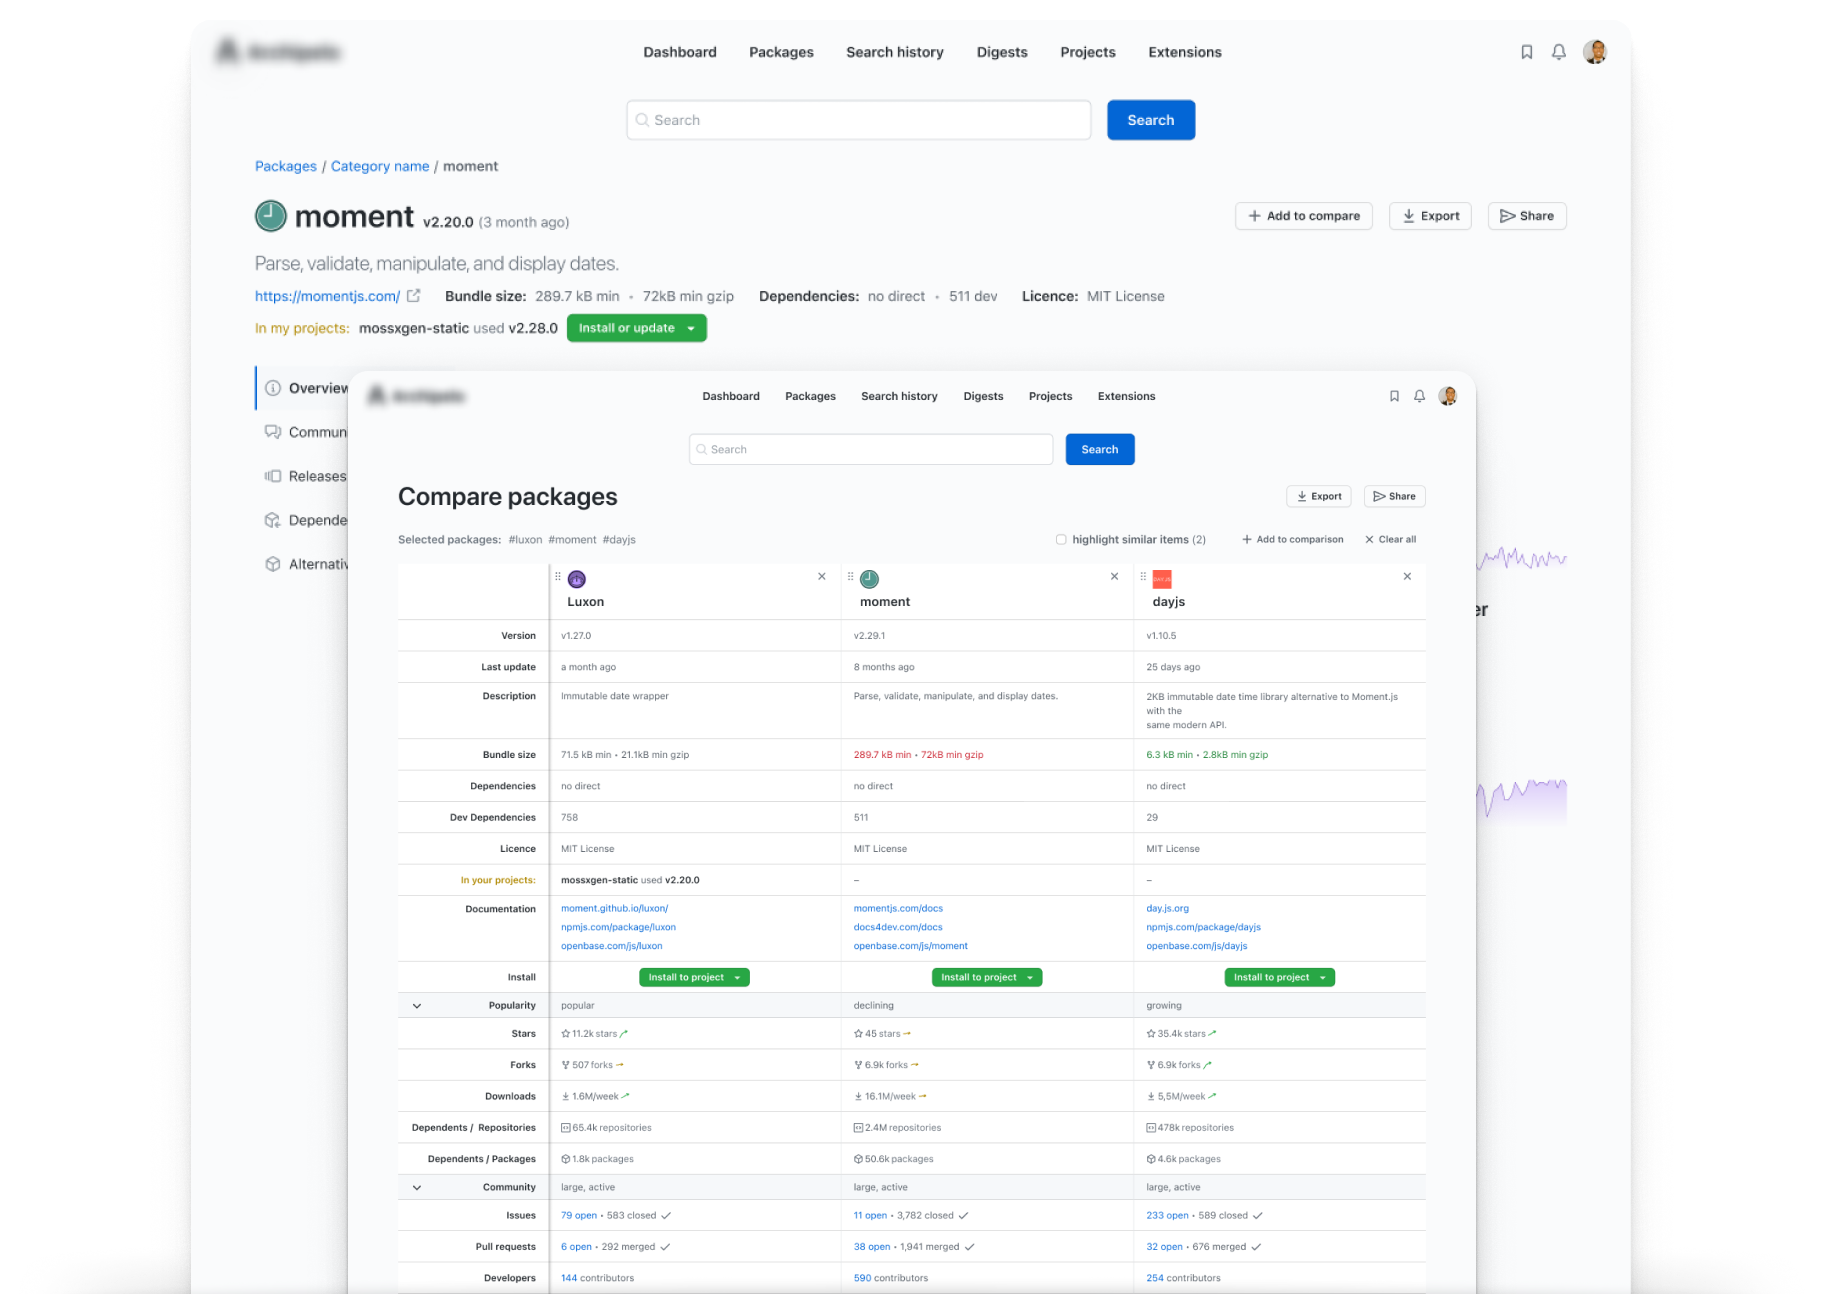 Dashboard Packages Search history Digests Projects Extensions
Search Search
Packages / Category name / moment
moment v2.20.0 (3 month ago) Add to compare Export Share
Parse, validate, manipulate, and display dates.
https://momentjs.com/ Bundle size: 289.7 kB min • 72kB min gzip Dependencies: no direct • 511 dev Licence: MIT License
In my projects: mossxgen-static used v2.28.0 Install or update
Overview
Commun
Releases
Depende
Alternativ
er
Dashboard Packages Search history Digests Projects Extensions
Search Search
Compare packages Export Share
Selected packages: #luxon #moment #dayjs highlight similar items (2) Add to comparison Clear all
DAY.JS
Luxon moment dayjs
Version v1.27.0 v2.29.1 v1.10.5
Last update a month ago 8 months ago 25 days ago
Description Immutable date wrapper Parse, validate, manipulate, and display dates. 2KB immutable date time library alternative to Moment.js
with the
same modern API.
Bundle size 71.5 kB min • 21.1kB min gzip 289.7 kB min • 72kB min gzip 6.3 kB min • 2.8kB min gzip
Dependencies no direct no direct no direct
Dev Dependencies 758 511 29
Licence MIT License MIT License MIT License
In your projects: mossxgen-static used v2.20.0 – –
Documentation moment.github.io/luxon/ momentjs.com/docs day.js.org
npmjs.com/package/luxon docs4dev.com/docs npmjs.com/package/dayjs
openbase.com/js/luxon openbase.com/js/moment openbase.com/js/dayjs
Install Install to project Install to project Install to project
Popularity popular declining growing
Stars 11.2k stars 45 stars 35.4k stars
Forks 507 forks 6.9k forks 6.9k forks
Downloads 1.6M/week 16.1M/week 5,5M/week
Dependents / Repositories 65.4k repositories 2.4M repositories 478k repositories
Dependents / Packages 1.8k packages 50.6k packages 4.6k packages
Community large, active large, active large, active
Issues 79 open • 583 closed 11 open • 3,782 closed 233 open • 589 closed
Pull requests 6 open • 292 merged 38 open • 1,941 merged 32 open • 676 merged
Developers 144 contributors 590 contributors 254 contributors